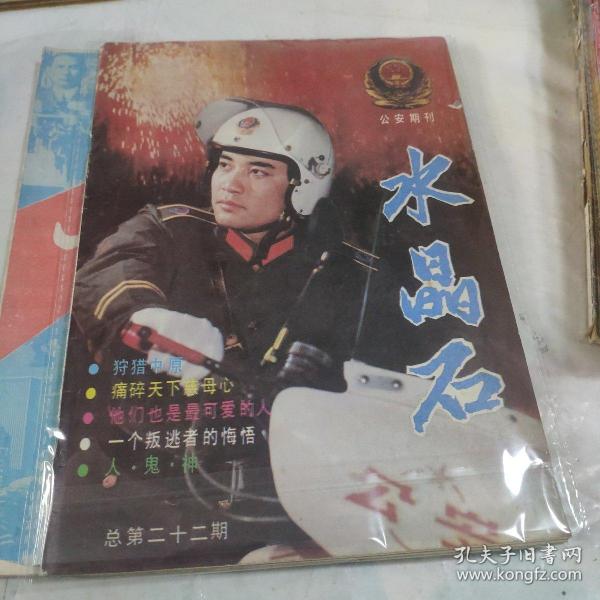 公安期刊
水晶石
狩猎中原
痛碎天下慈母心
他们也是最可爱的人
一个叛逃者的悔悟
人·鬼·神
总第二十二期
公
孔夫子旧书网
www.kongfz.com